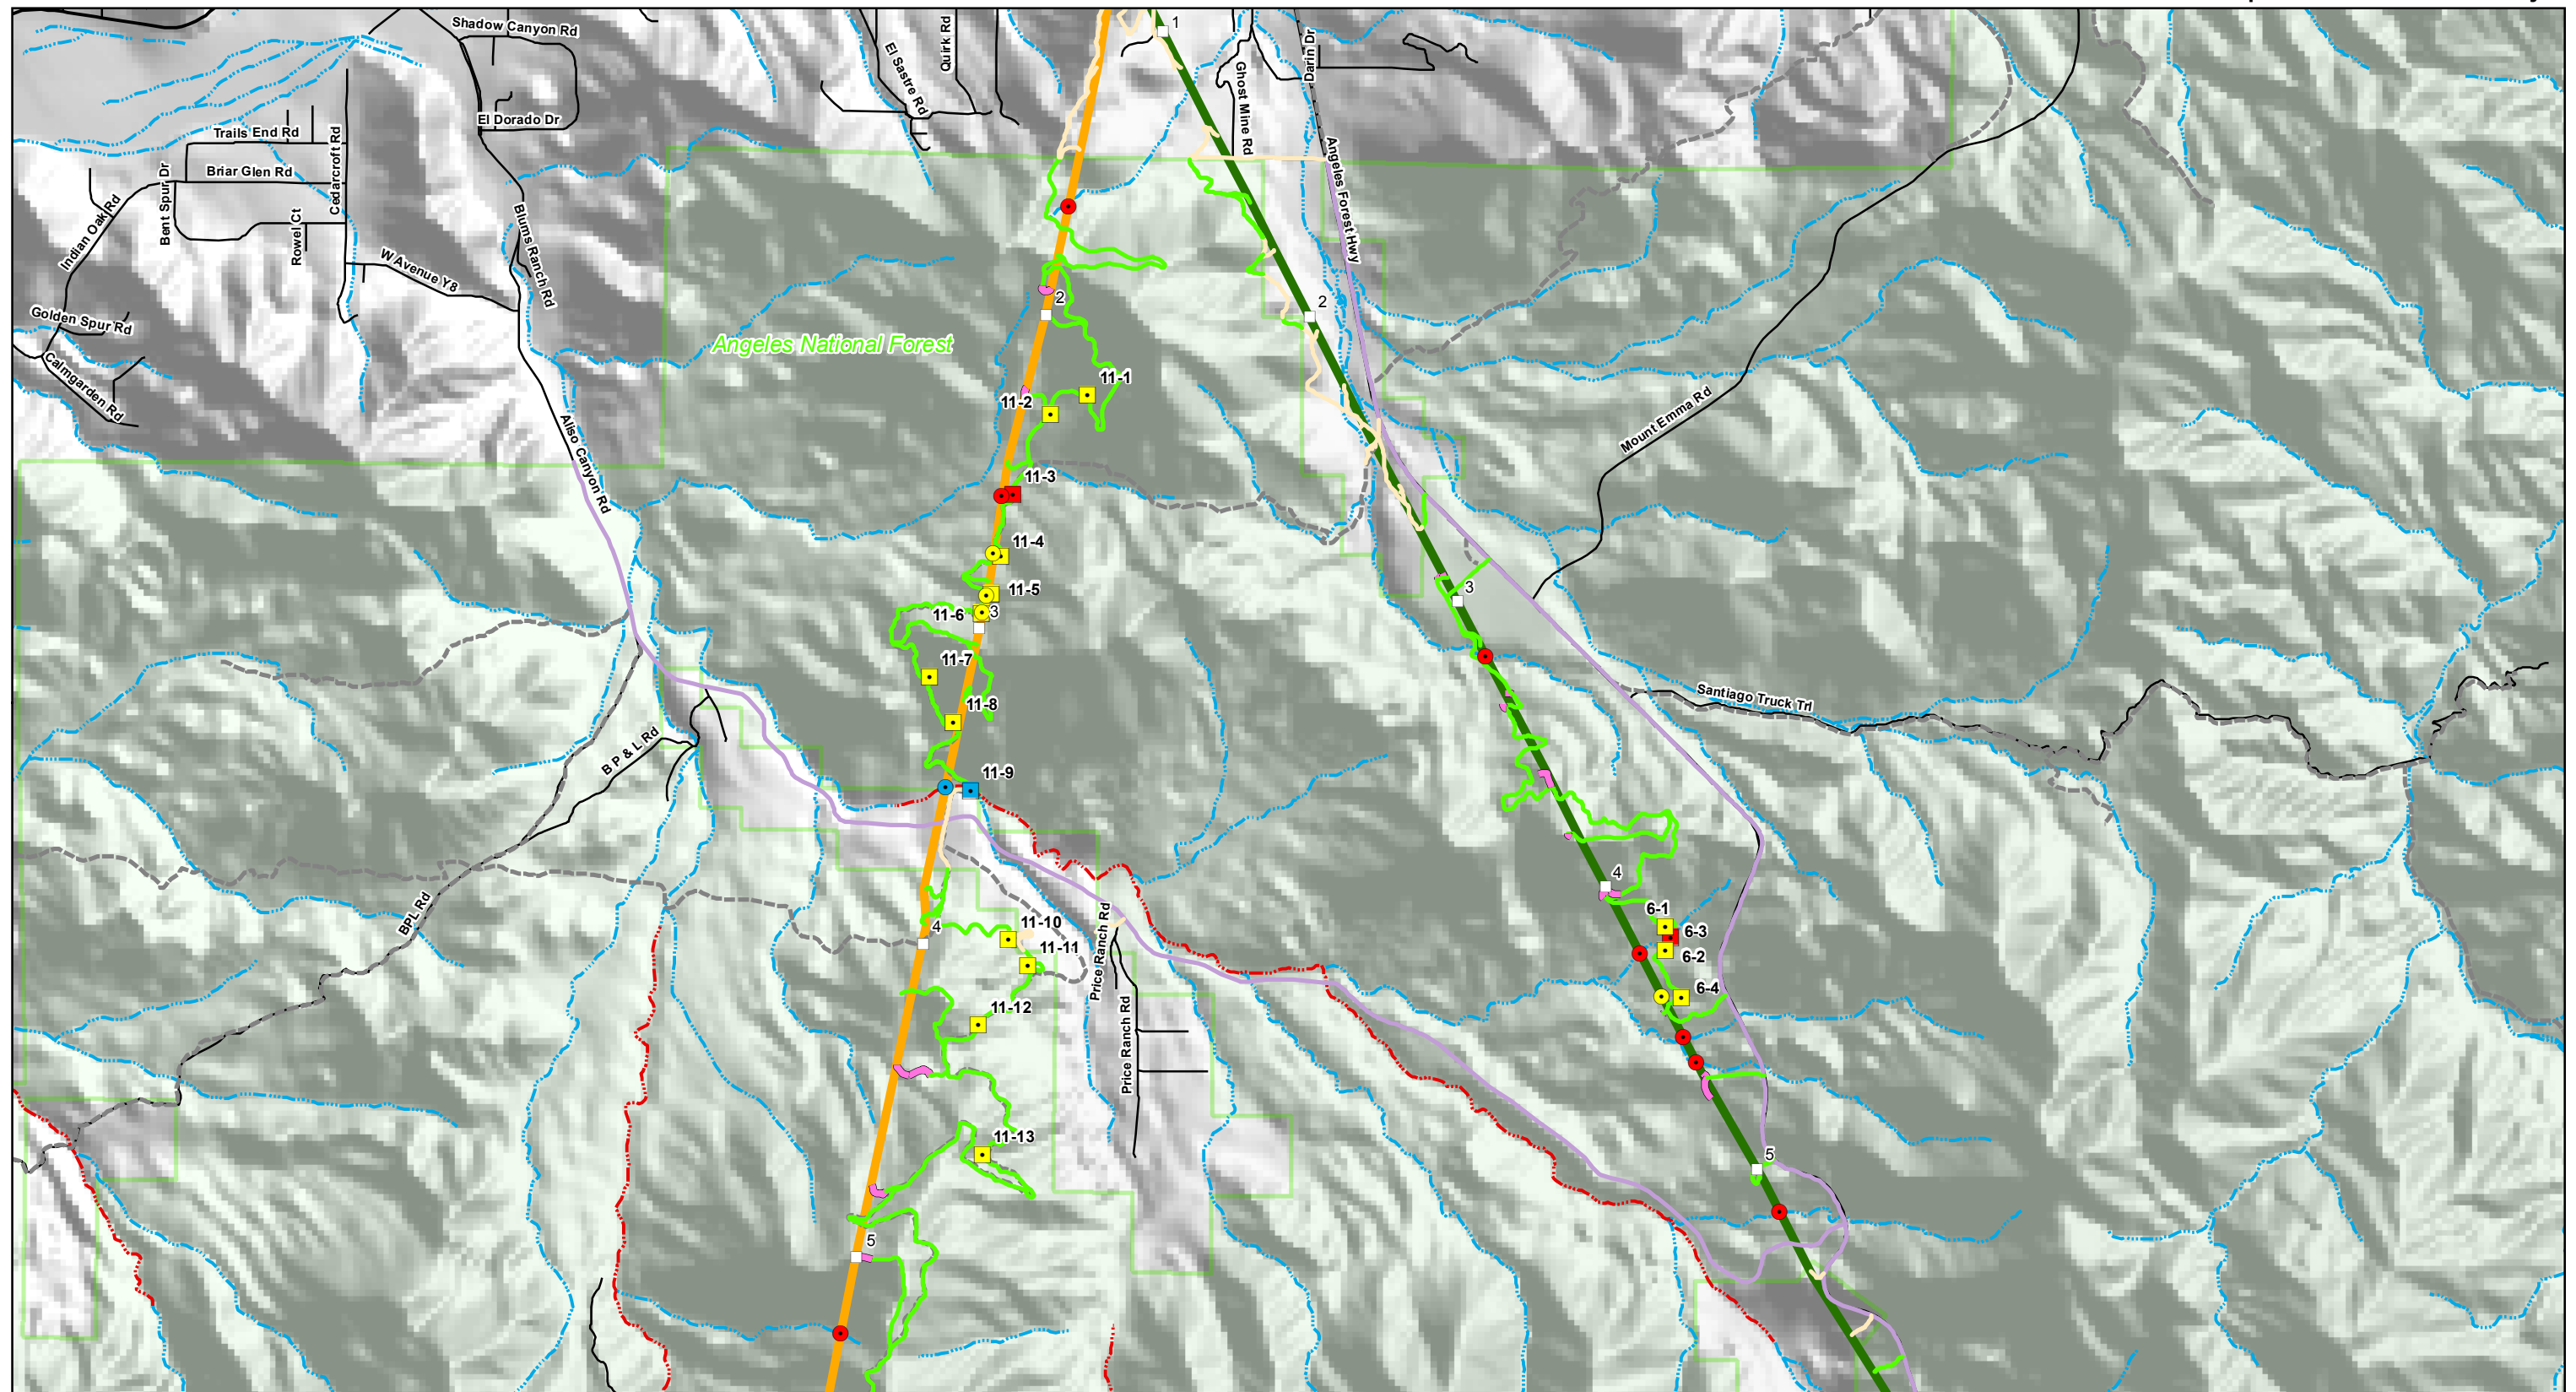 Shadow Canyon Rd
El Sastre Rd
Quirk Rd
1
Ghost Mine Rd
Darin Dr
Trails End Rd
El Dorado Dr
Cedarcroft Rd
Briar Glen Rd
Bent Spur Dr
Indian Oak Rd
Rowel Ct
W Avenue Y8
Blums Ranch Rd
Angeles Forest Hwy
Golden Spur Rd
Calmgarden Rd
Angeles National Forest
2
2
11-1
11-2
Aliso Canyon Rd
Mount Emma Rd
11-3
11-4
11-5
11-6
3
3
11-7
11-8
Santiago Truck Trl
B P & L Rd
11-9
4
6-1
6-3
6-2
6-4
BPL Rd
4
11-10
11-11
Price Ranch Rd
11-12
Price Ranch Rd
11-13
5
5